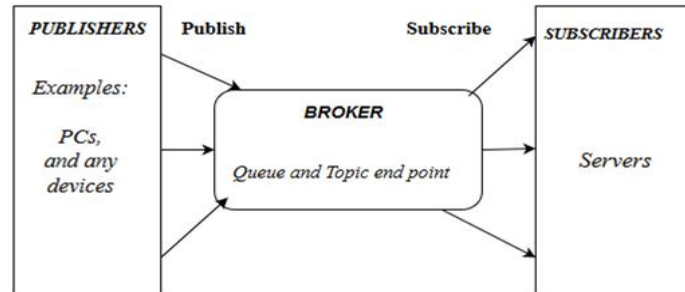 PUBLISHERS
Examples:
PCs,
and any
devices
Publish
BROKER
Queue and Topic end point
Subscribe
SUBSCRIBERS
Servers